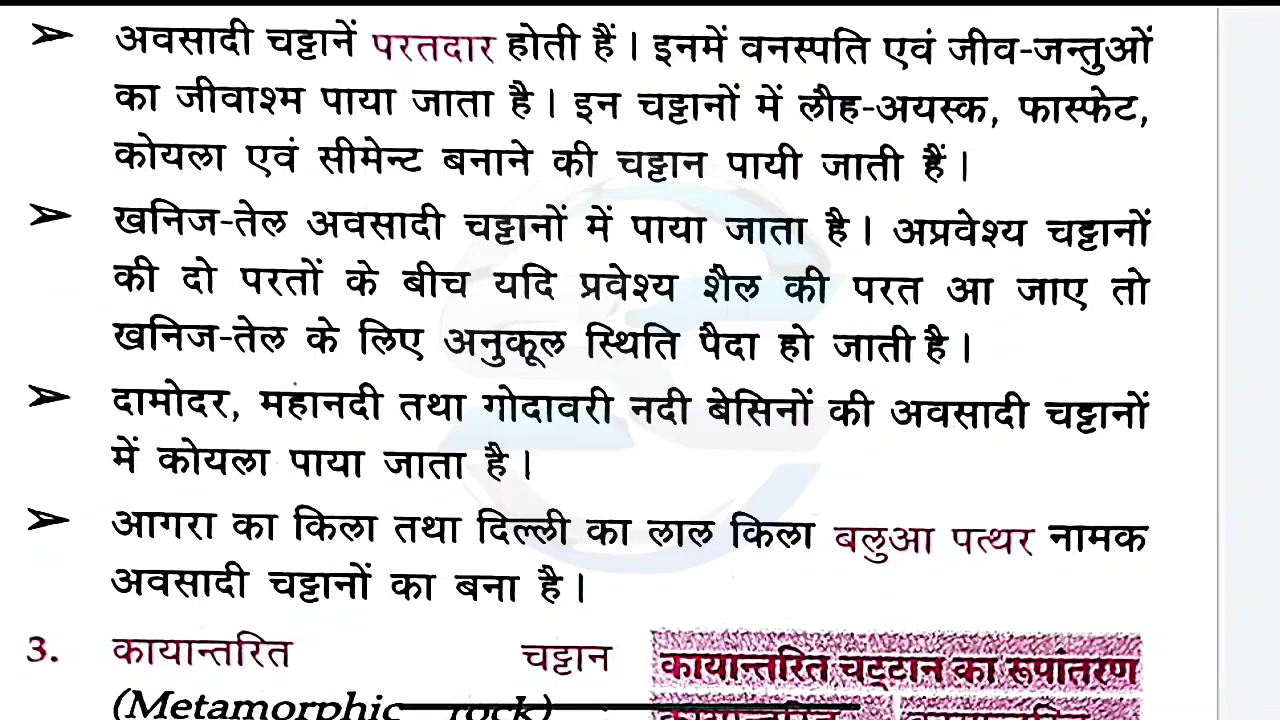 ➢ अवसादी चट्टानें परतदार होती हैं। इनमें वनस्पति एवं जीव-जन्तुओं
का जीवाश्म पाया जाता है। इन चट्टानों में लौह-अयस्क, फास्फेट,
कोयला एवं सीमेन्ट बनाने की चट्टान पायी जाती हैं।
➢ खनिज-तेल अवसादी चट्टानों में पाया जाता है। अप्रवेश्य चट्टानों
की दो परतों के बीच यदि प्रवेश्य शैल की परत आ जाए तो
खनिज-तेल के लिए अनुकूल स्थिति पैदा हो जाती है।
➢ दामोदर, महानदी तथा गोदावरी नदी बेसिनों की अवसादी चट्टानों
में कोयला पाया जाता है।
➢ आगरा का किला तथा दिल्ली का लाल किला बलुआ पत्थर नामक
अवसादी चट्टानों का बना है।
3. कायान्तरित चट्टान
कायान्तरित चट्टान का रूपांतरण
(Metamorphic rock)
कायान्तरित